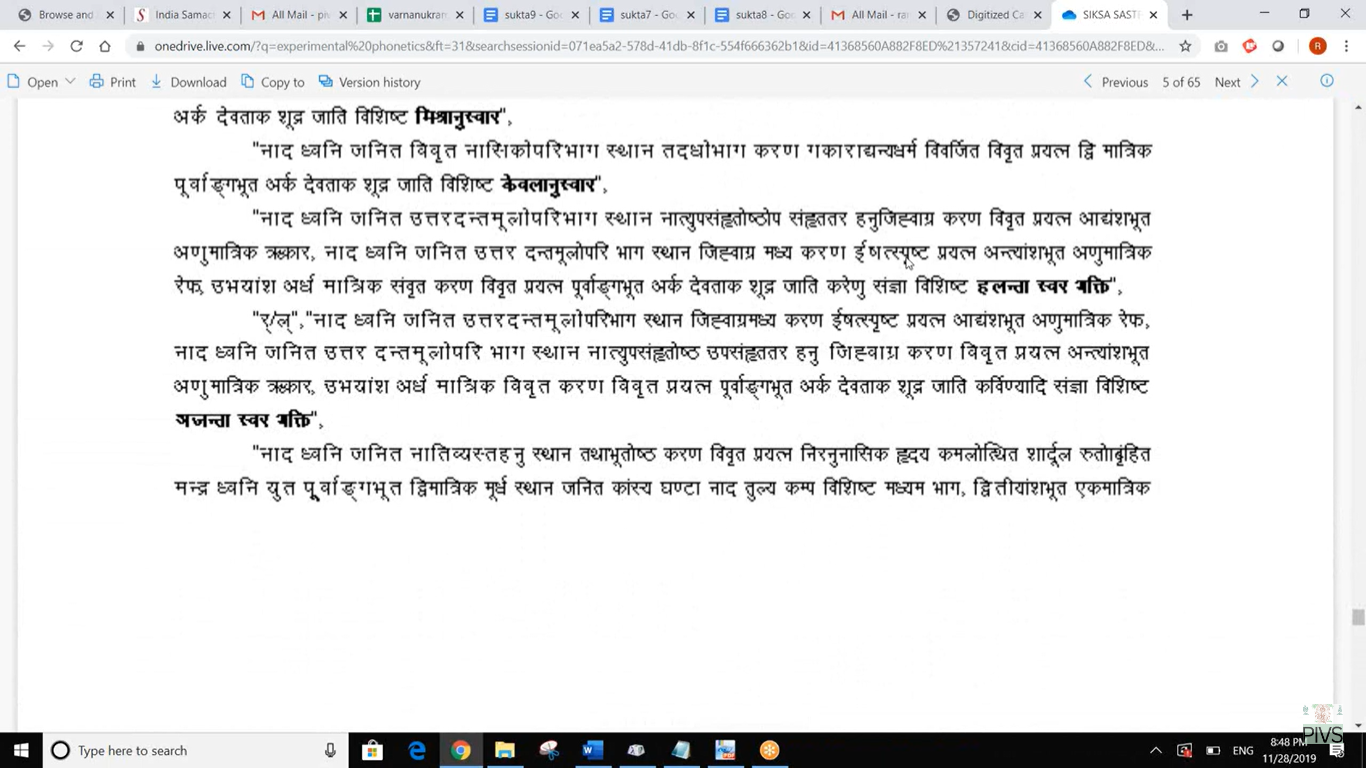 Browse and
India Samac
All Mail - piv
varnanukram
sukta9 - Goo
sukta7 - Goo
sukta8 - Goo
All Mail - ra
Digitized Ca
SIKSA SAST
onedrive.live.com/?q=experimental%20phonetics&ft=31&searchsessionid=071ea5a2-578d-41db-8f1c-554f666362b1&id=41368560A882F8ED%21357241&cid=41368560A882F8ED&...
R
Open Print Download Copy to Version history Previous 5 of 65 Next
अर्क देवताक शूद्र जाति विशिष्ट मिश्रानुस्वार",
"नाद ध्वनि जनित विवृत नासिकोपरिभाग स्थान तदधोभाग करण गकाराद्यन्यधर्म विवर्जित विवृत प्रयत्न द्वि मात्रिक
पूर्वाङ्गभूत अर्क देवताक शूद्र जाति विशिष्ट केवलानुस्वार",
"नाद ध्वनि जनित उत्तरदन्तमूलोपरिभाग स्थान नात्युपसंहृतोष्ठोप संहृततर हनुजिह्वाग्र करण विवृत प्रयत्न आद्यंशभूत
अणुमात्रिक ऋकार, नाद ध्वनि जनित उत्तर दन्तमूलोपरि भाग स्थान जिह्वाग्र मध्य करण ईषत्स्पृष्ट प्रयत्न अन्त्यांशभूत अणुमात्रिक
रेफ, उभयांश अर्ध मात्रिक संवृत करण विवृत प्रयत्न पूर्वाङ्गभूत अर्क देवताक शूद्र जाति करेणु संज्ञा विशिष्ट हलन्ता स्वर भक्ति",
"र्/ल्","नाद ध्वनि जनित उत्तरदन्तमूलोपरिभाग स्थान जिह्वाग्रमध्य करण ईषत्स्पृष्ट प्रयत्न आद्यंशभूत अणुमात्रिक रेफ,
नाद ध्वनि जनित उत्तर दन्तमूलोपरि भाग स्थान नात्युपसंहृतोष्ठ उपसंहृततर हनु जिह्वाग्र करण विवृत प्रयत्न अन्त्यांशभूत
अणुमात्रिक ऋकार, उभयांश अर्ध मात्रिक विवृत करण विवृत प्रयत्न पूर्वाङ्गभूत अर्क देवताक शूद्र जाति कर्विण्यादि संज्ञा विशिष्ट
अजन्ता स्वर भक्ति",
"नाद ध्वनि जनित नातिव्यस्तहनु स्थान तथाभूतोष्ठ करण विवृत प्रयत्न निरनुनासिक हृदय कमलोत्थित शार्दूल रुतोबृंहित
मन्द्र ध्वनि युत पूर्वाङ्गभूत द्विमात्रिक मूर्ध स्थान जनित कांस्य घण्टा नाद तुल्य कम्प विशिष्ट मध्यम भाग, द्वितीयांशभूत एकमात्रिक
PIVS
Type here to search
ENG
8:48 PM
11/28/2019